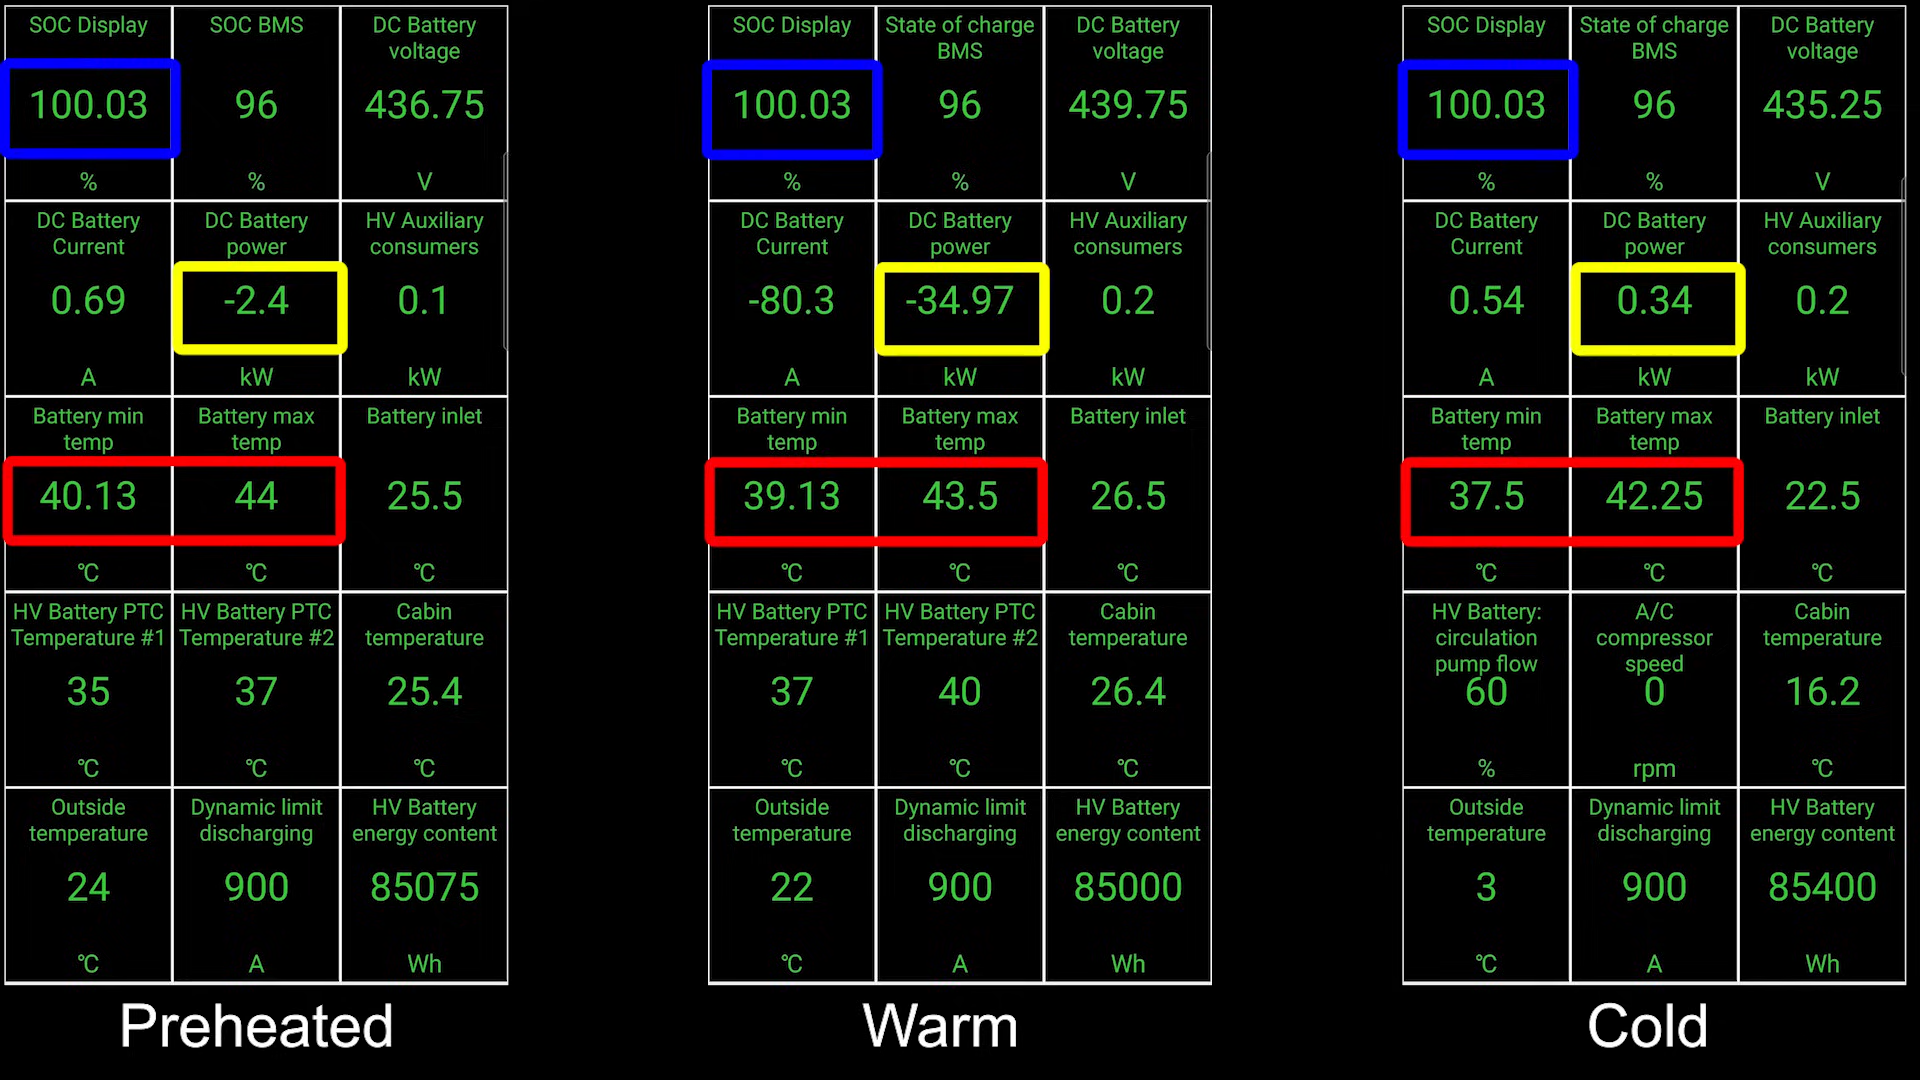 SOC Display
100.03
%
SOC BMS
96
%
DC Battery
voltage
436.75
V
DC Battery
Current
0.69
A
DC Battery
power
-2.4
kW
HV Auxiliary
consumers
0.1
kW
Battery min
temp
40.13
℃
Battery max
temp
44
℃
Battery inlet
25.5
℃
HV Battery PTC
Temperature #1
35
℃
HV Battery PTC
Temperature #2
37
℃
Cabin
temperature
25.4
℃
Outside
temperature
24
℃
Dynamic limit
discharging
900
A
HV Battery
energy content
85075
Wh
Preheated
SOC Display
100.03
%
State of charge
BMS
96
%
DC Battery
voltage
439.75
V
DC Battery
Current
-80.3
A
DC Battery
power
-34.97
kW
HV Auxiliary
consumers
0.2
kW
Battery min
temp
39.13
℃
Battery max
temp
43.5
℃
Battery inlet
26.5
℃
HV Battery PTC
Temperature #1
37
℃
HV Battery PTC
Temperature #2
40
℃
Cabin
temperature
26.4
℃
Outside
temperature
22
℃
Dynamic limit
discharging
900
A
HV Battery
energy content
85000
Wh
Warm
SOC Display
100.03
%
State of charge
BMS
96
%
DC Battery
voltage
435.25
V
DC Battery
Current
0.54
A
DC Battery
power
0.34
kW
HV Auxiliary
consumers
0.2
kW
Battery min
temp
37.5
℃
Battery max
temp
42.25
℃
Battery inlet
22.5
℃
HV Battery:
circulation
pump flow
60
%
A/C
compressor
speed
0
rpm
Cabin
temperature
16.2
℃
Outside
temperature
3
℃
Dynamic limit
discharging
900
A
HV Battery
energy content
85400
Wh
Cold